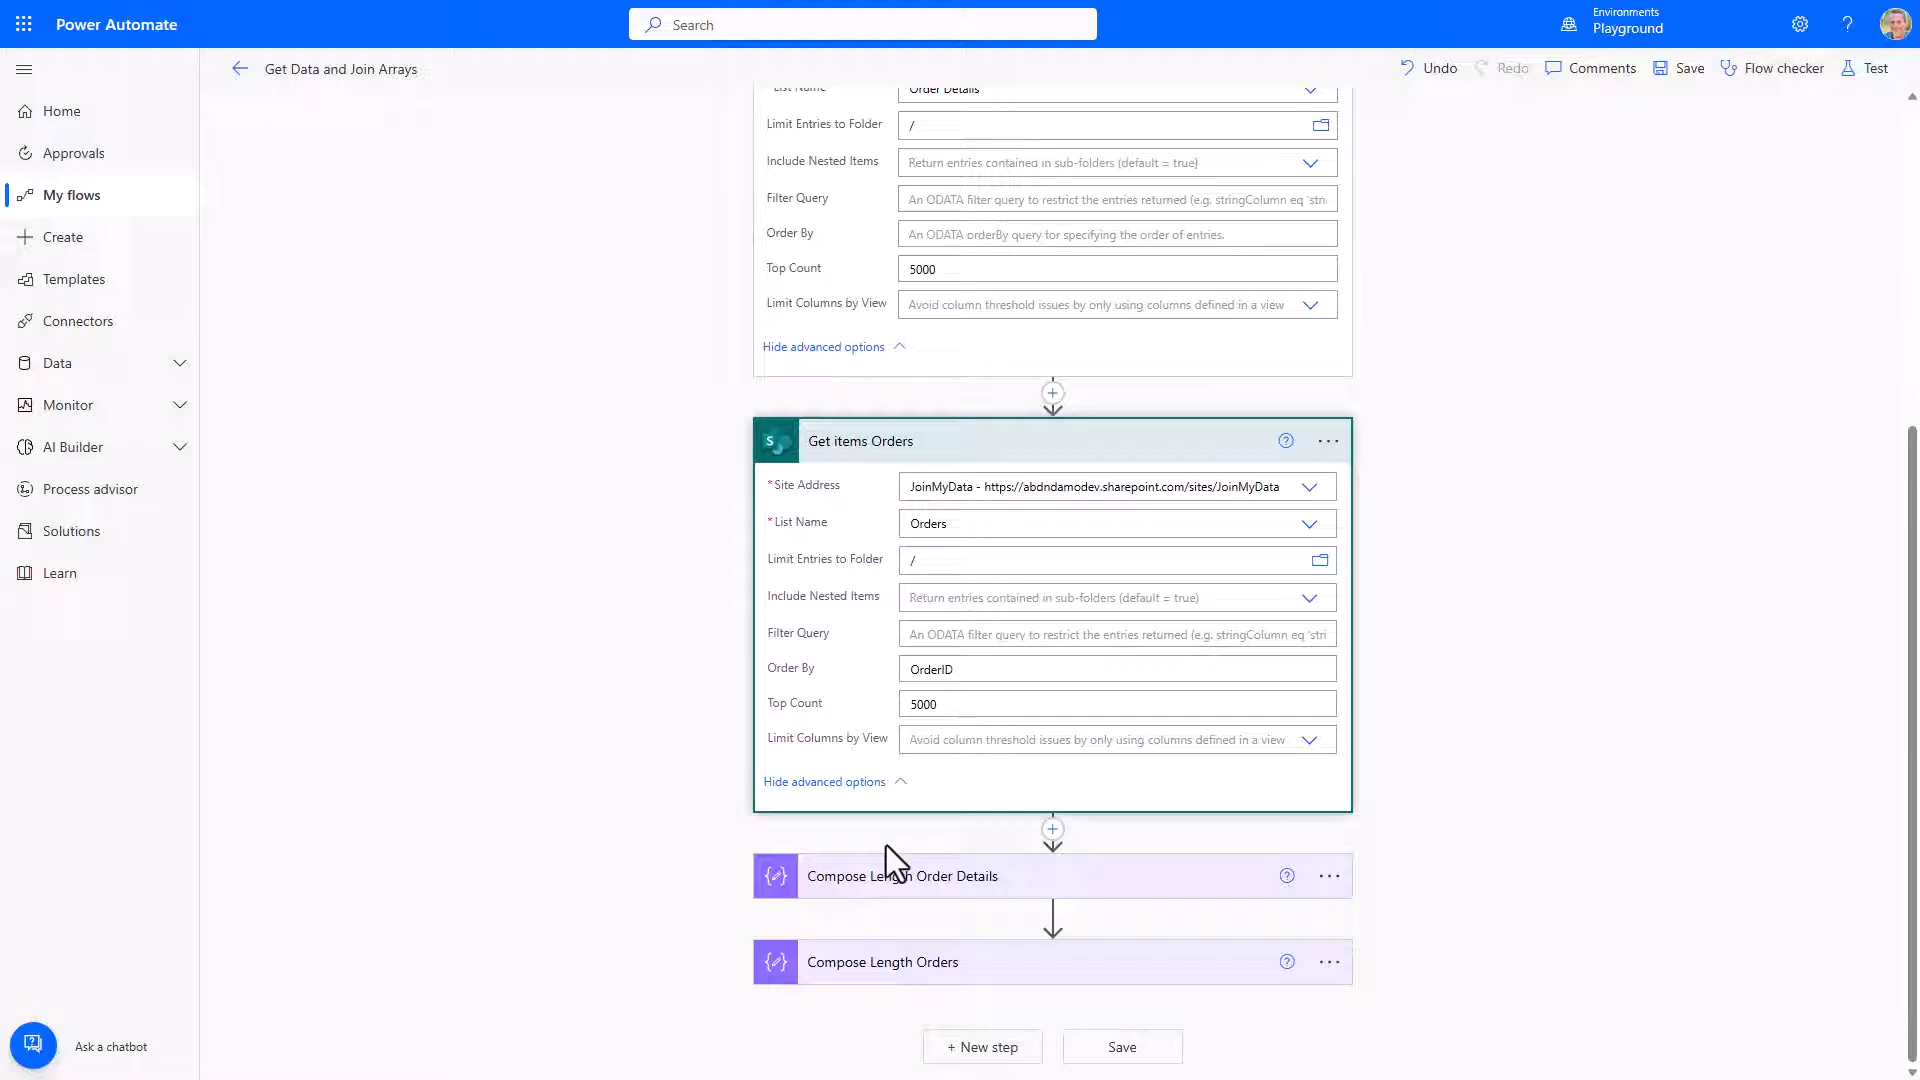 Power Automate
Search
Environments
Playground
Get Data and Join Arrays
Undo
Redo
Comments
Save
Flow checker
Test
Home
Approvals
My flows
Create
Templates
Connectors
Data
Monitor
AI Builder
Process advisor
Solutions
Learn
Ask a chatbot
List Name
Order Details
Limit Entries to Folder
/
Include Nested Items
Return entries contained in sub-folders (default = true)
Filter Query
An ODATA filter query to restrict the entries returned (e.g. stringColumn eq 'stri
Order By
An ODATA orderBy query for specifying the order of entries.
Top Count
5000
Limit Columns by View
Avoid column threshold issues by only using columns defined in a view
Hide advanced options
Get items Orders
* Site Address
JoinMyData - https://abdndamodev.sharepoint.com/sites/JoinMyData
* List Name
Orders
Limit Entries to Folder
/
Include Nested Items
Return entries contained in sub-folders (default = true)
Filter Query
An ODATA filter query to restrict the entries returned (e.g. stringColumn eq 'stri
Order By
OrderID
Top Count
5000
Limit Columns by View
Avoid column threshold issues by only using columns defined in a view
Hide advanced options
Compose Length Order Details
Compose Length Orders
+ New step
Save